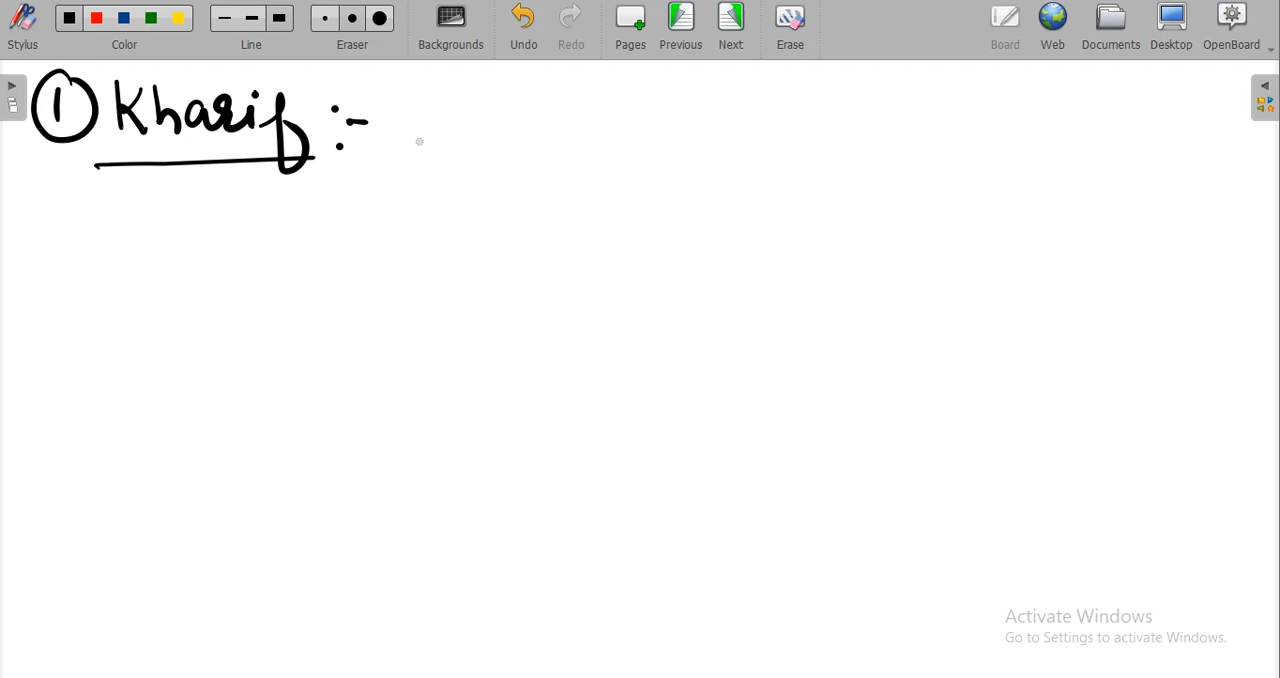 Stylus Color Line Eraser Backgrounds Undo Redo Pages Previous Next Erase Board Web Documents Desktop OpenBoard
① Kharif :-
Activate Windows
Go to Settings to activate Windows.